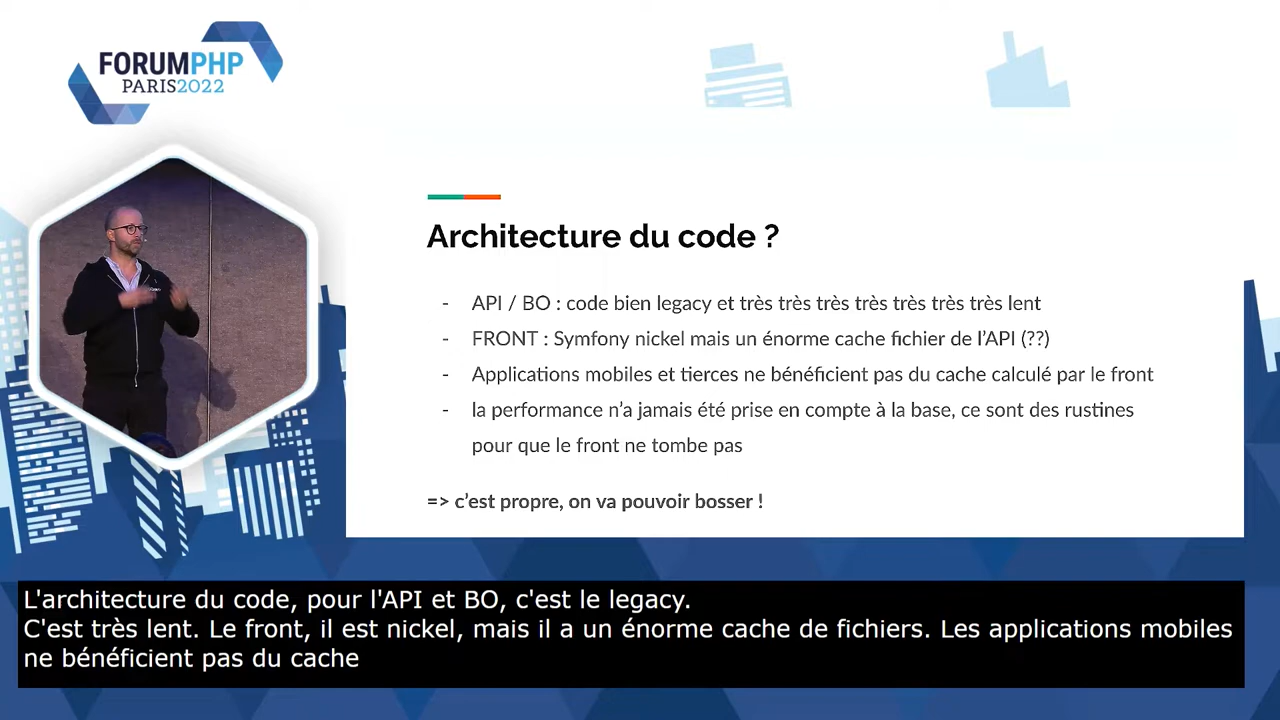 FORUMPHP
PARIS2022
Architecture du code ?
- API / BO : code bien legacy et très très très très très très très lent
- FRONT : Symfony nickel mais un énorme cache fichier de l'API (??)
- Applications mobiles et tierces ne bénéficient pas du cache calculé par le front
- la performance n'a jamais été prise en compte à la base, ce sont des rustines
pour que le front ne tombe pas
=> c'est propre, on va pouvoir bosser !
L'architecture du code, pour l'API et BO, c'est le legacy.
C'est très lent. Le front, il est nickel, mais il a un énorme cache de fichiers. Les applications mobiles
ne bénéficient pas du cache